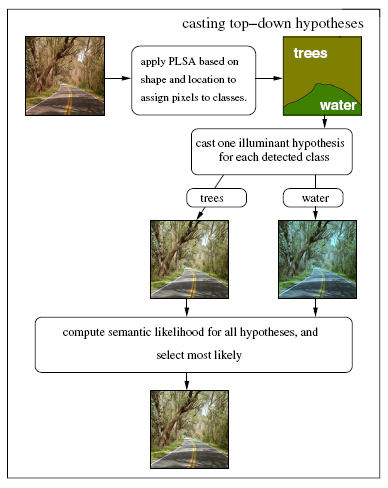 casting top-down hypotheses
apply PLSA based on
shape and location to
assign pixels to classes.
trees
water
cast one illuminant hypothesis
for each detected class
trees
water
compute semantic likelihood for all hypotheses, and
select most likely